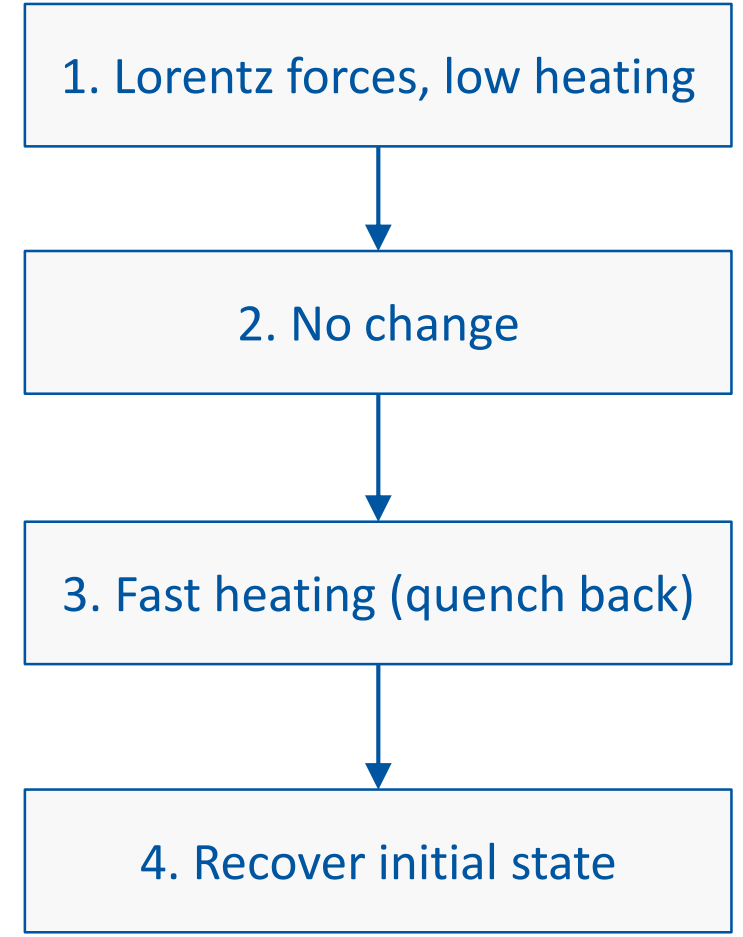 1. Lorentz forces, low heating
2. No change
3. Fast heating (quench back)
4. Recover initial state